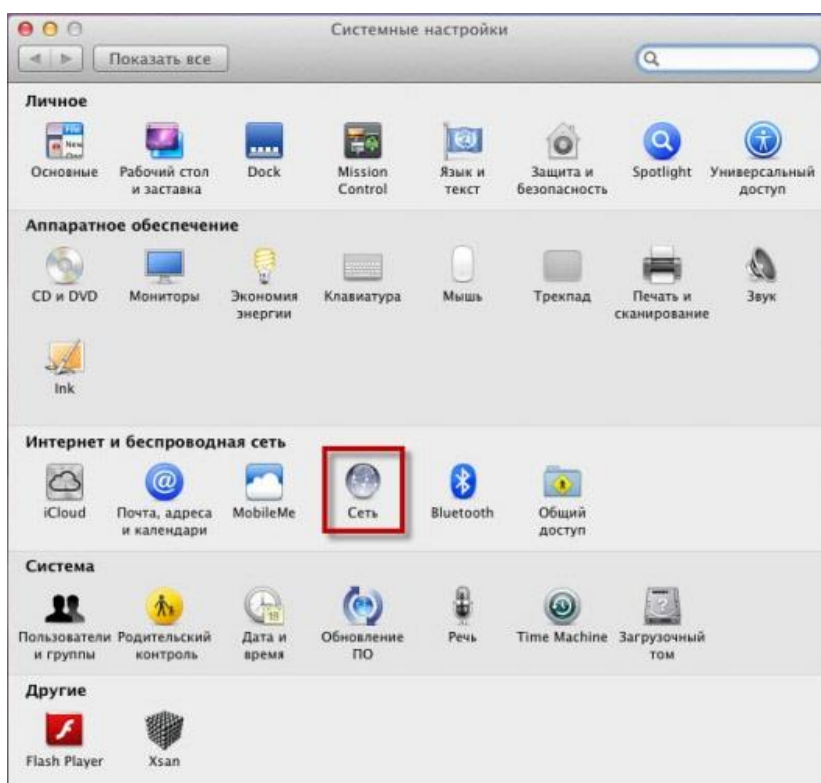 Системные настройки
Показать все
Личное
Основные
Рабочий стол
и заставка
Dock
Mission
Control
Язык и
текст
Защита и
безопасность
Spotlight
Универсальный
доступ
Аппаратное обеспечение
CD и DVD
Мониторы
Экономия
энергии
Клавиатура
Мышь
Трекпад
Печать и
сканирование
Звук
Ink
Интернет и беспроводная сеть
iCloud
Почта, адреса
и календари
MobileMe
Сеть
Bluetooth
Общий
доступ
Система
Пользователи
и группы
Родительский
контроль
Дата и
время
18
Обновление
ПО
Речь
Time Machine
Загрузочный
том
Другие
Flash Player
Xsan